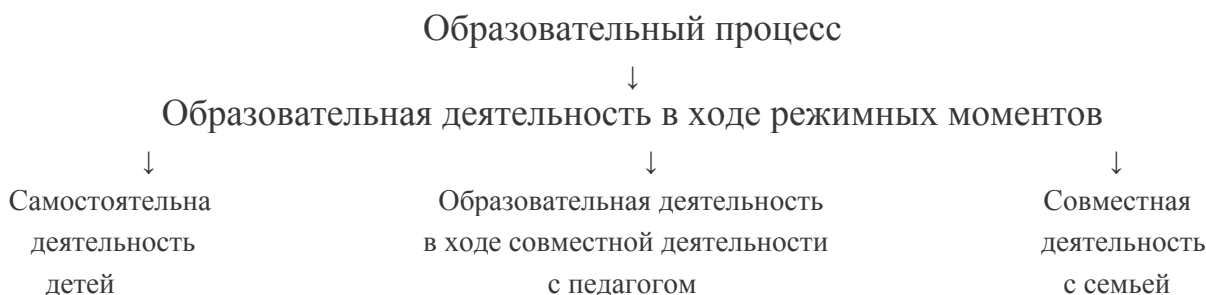 Образовательный процесс
↓
Образовательная деятельность в ходе режимных моментов
↓ ↓ ↓
Самостоятельна Образовательная деятельность Совместная
деятельность в ходе совместной деятельности деятельность
детей с педагогом с семьей